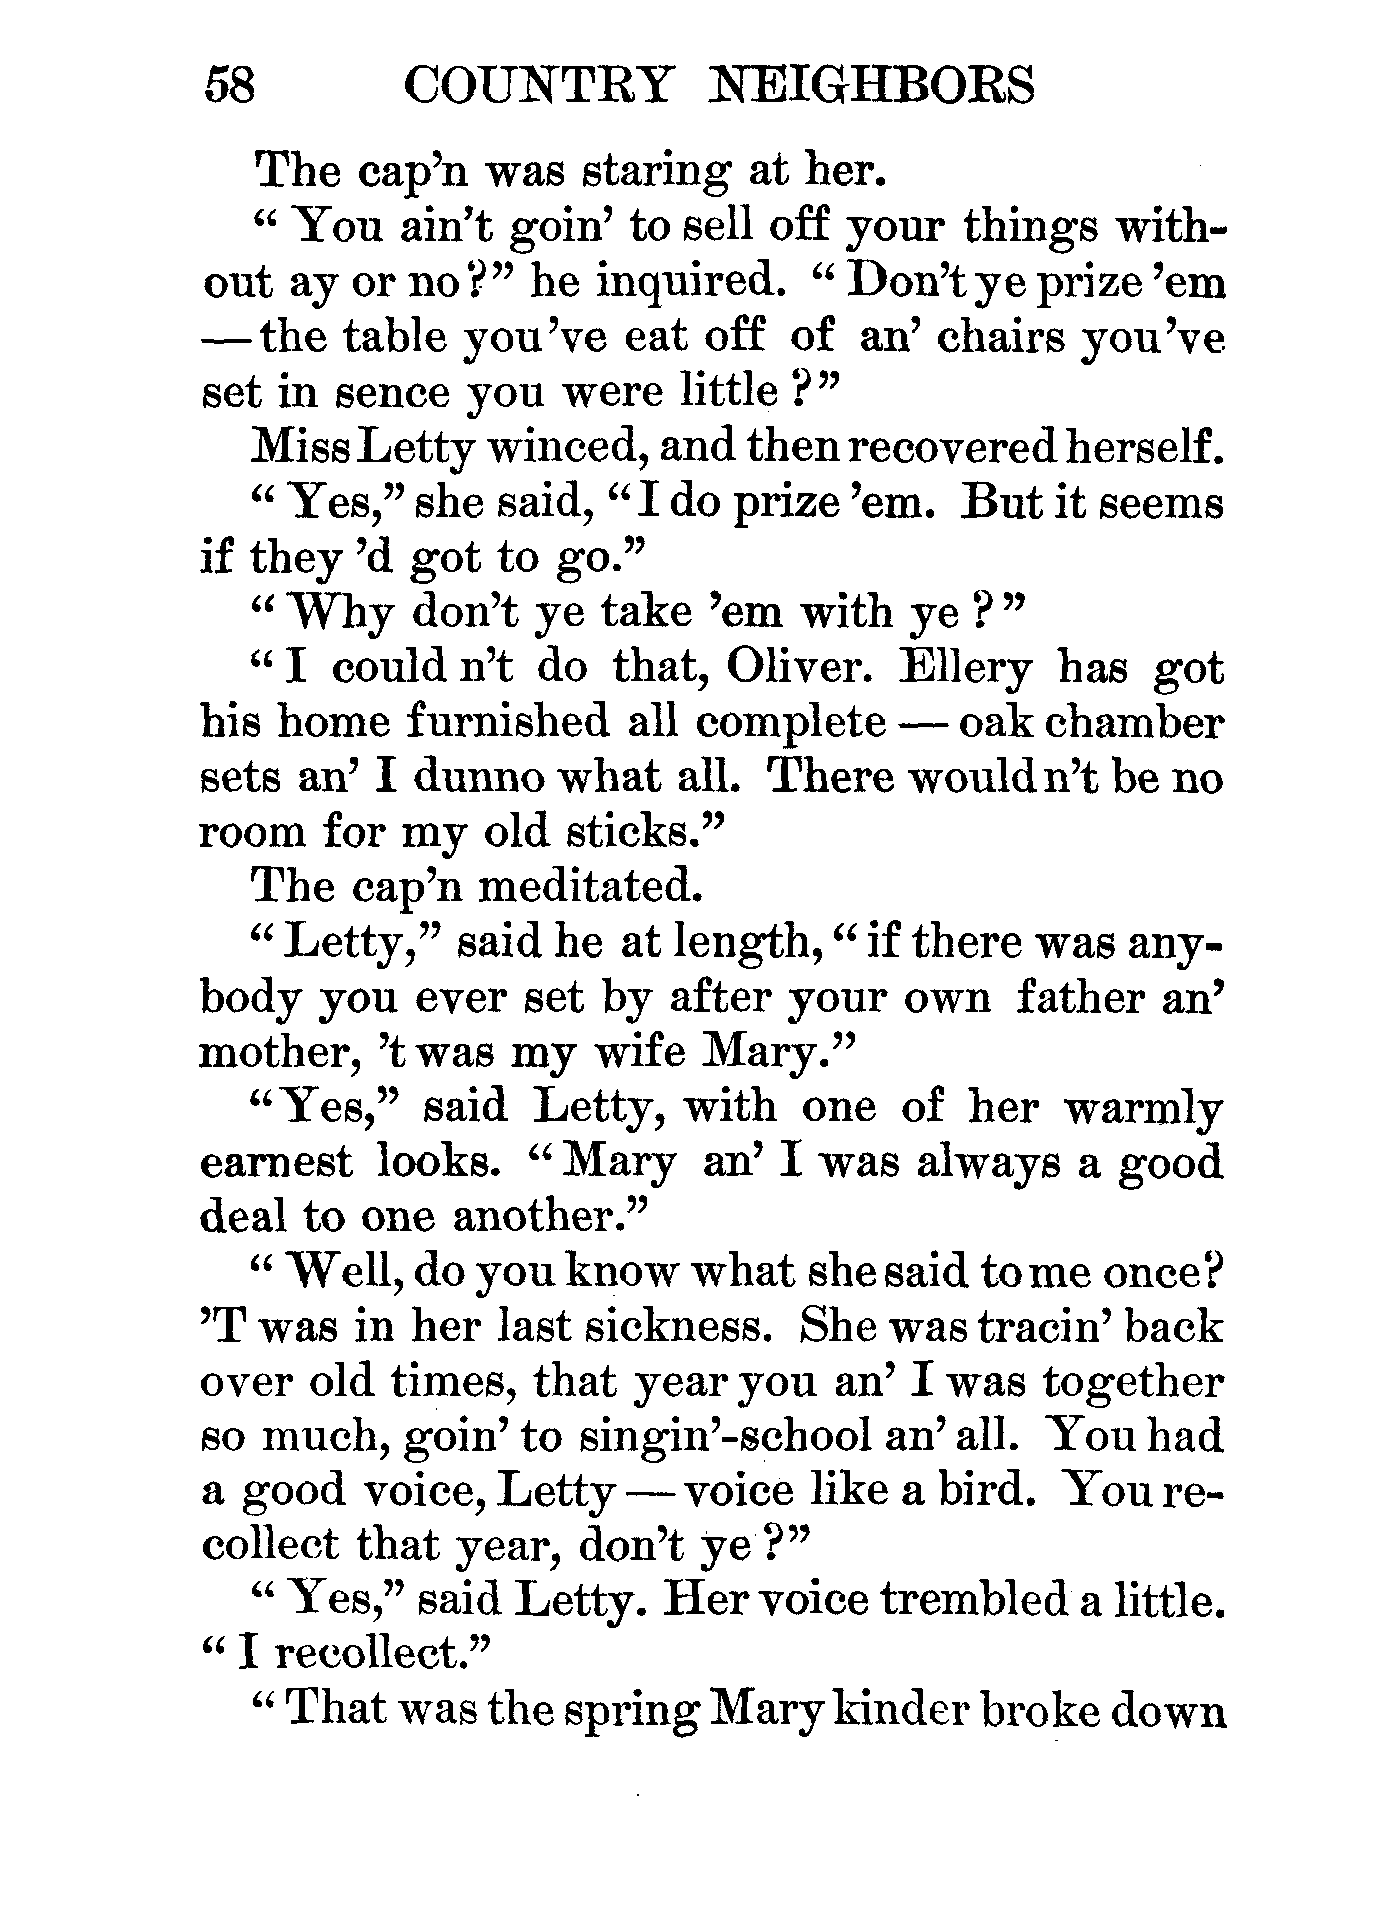 58 COUNTRY NEIGHBORS
The cap'n was staring at her.
“ You ain't goin' to sell off your things with-
out ay or no?” he inquired. “ Don't ye prize 'em
—the table you've eat off of an' chairs you've
set in sence you were little ?”
Miss Letty winced, and then recovered herself.
“ Yes,” she said, “I do prize 'em. But it seems
if they 'd got to go.”
“ Why don't ye take 'em with ye ?”
“ I could n't do that, Oliver. Ellery has got
his home furnished all complete — oak chamber
sets an' I dunno what all. There would n't be no
room for my old sticks.”
The cap'n meditated.
“ Letty,” said he at length, “ if there was any-
body you ever set by after your own father an'
mother, 't was my wife Mary.”
“Yes,” said Letty, with one of her warmly
earnest looks. “ Mary an' I was always a good
deal to one another.”
“ Well, do you know what she said to me once?
'T was in her last sickness. She was tracin' back
over old times, that year you an' I was together
so much, goin' to singin'-school an' all. You had
a good voice, Letty — voice like a bird. You re-
collect that year, don't ye ?”
“ Yes,” said Letty. Her voice trembled a little.
“ I recollect.”
“ That was the spring Mary kinder broke down